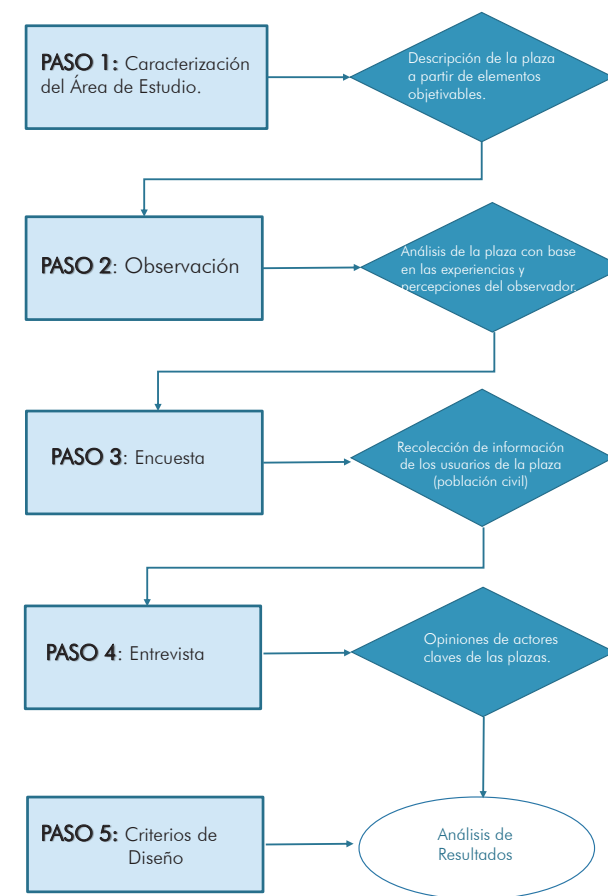 PASO 1: Caracterización
del Área de Estudio.
Descripción de la plaza
a partir de elementos
objetivables.
PASO 2: Observación
Análisis de la plaza con base
en las experiencias y
percepciones del observador.
PASO 3: Encuesta
Recolección de información
de los usuarios de la plaza
(población civil)
PASO 4: Entrevista
Opiniones de actores
claves de las plazas.
PASO 5: Criterios de
Diseño
Análisis de
Resultados